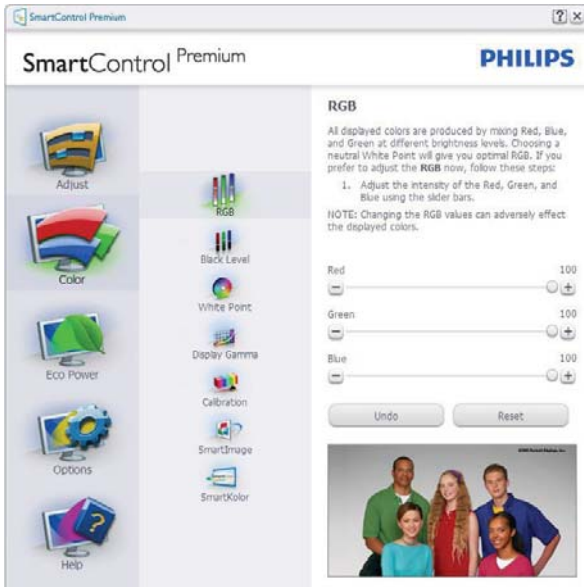 SmartControl Premium
SmartControl Premium
PHILIPS
Adjust
Color
Eco Power
Options
Help
RGB
Black Level
White Point
Display Gamma
Calibration
SmartImage
SmartKolor
RGB
All displayed colors are produced by mixing Red, Blue,
and Green at different brightness levels. Choosing a
neutral White Point will give you optimal RGB. If you
prefer to adjust the RGB now, follow these steps:
1. Adjust the intensity of the Red, Green, and
Blue using the sider bars.
NOTE: Changing the RGB values can adversely effect
the displayed colors.
Red 100
Green 100
Blue 100
Undo Reset